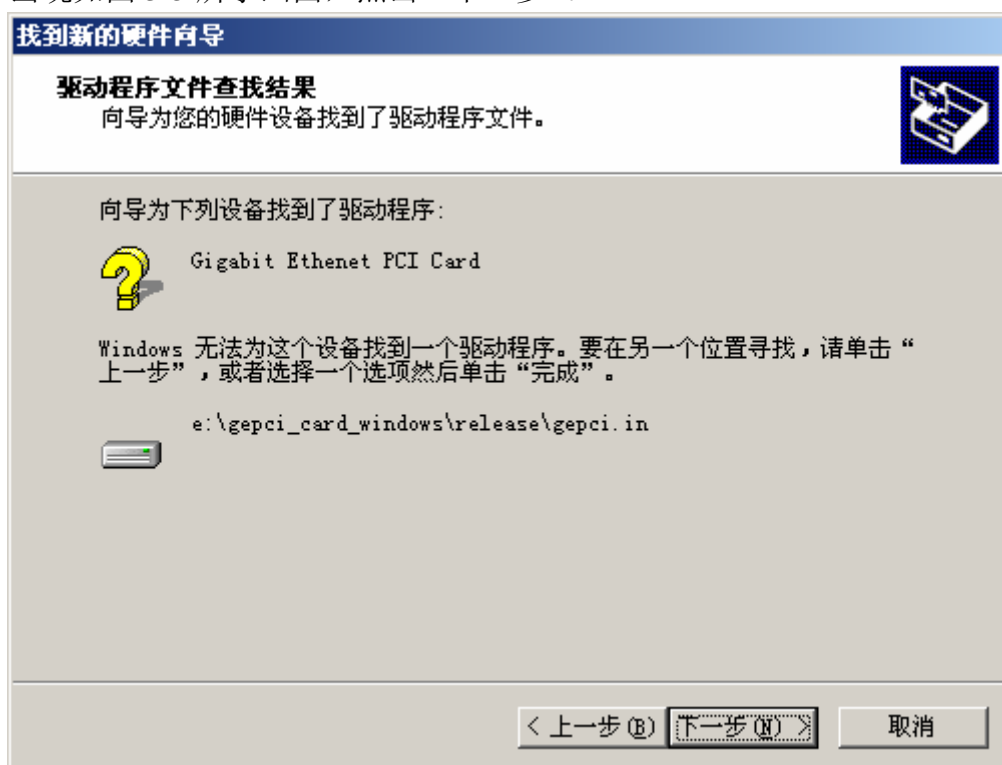 找到新的硬件向导
驱动程序文件查找结果
向导为您的硬件设备找到了驱动程序文件。
向导为下列设备找到了驱动程序:
Gigabit Ethenet PCI Card
Windows 无法为这个设备找到一个驱动程序。要在另一个位置寻找，请单击“
上一步”，或者选择一个选项然后单击“完成”。
e:\gepci_card_windows\release\gepci.in
< 上一步(B)
下一步(N) >
取消